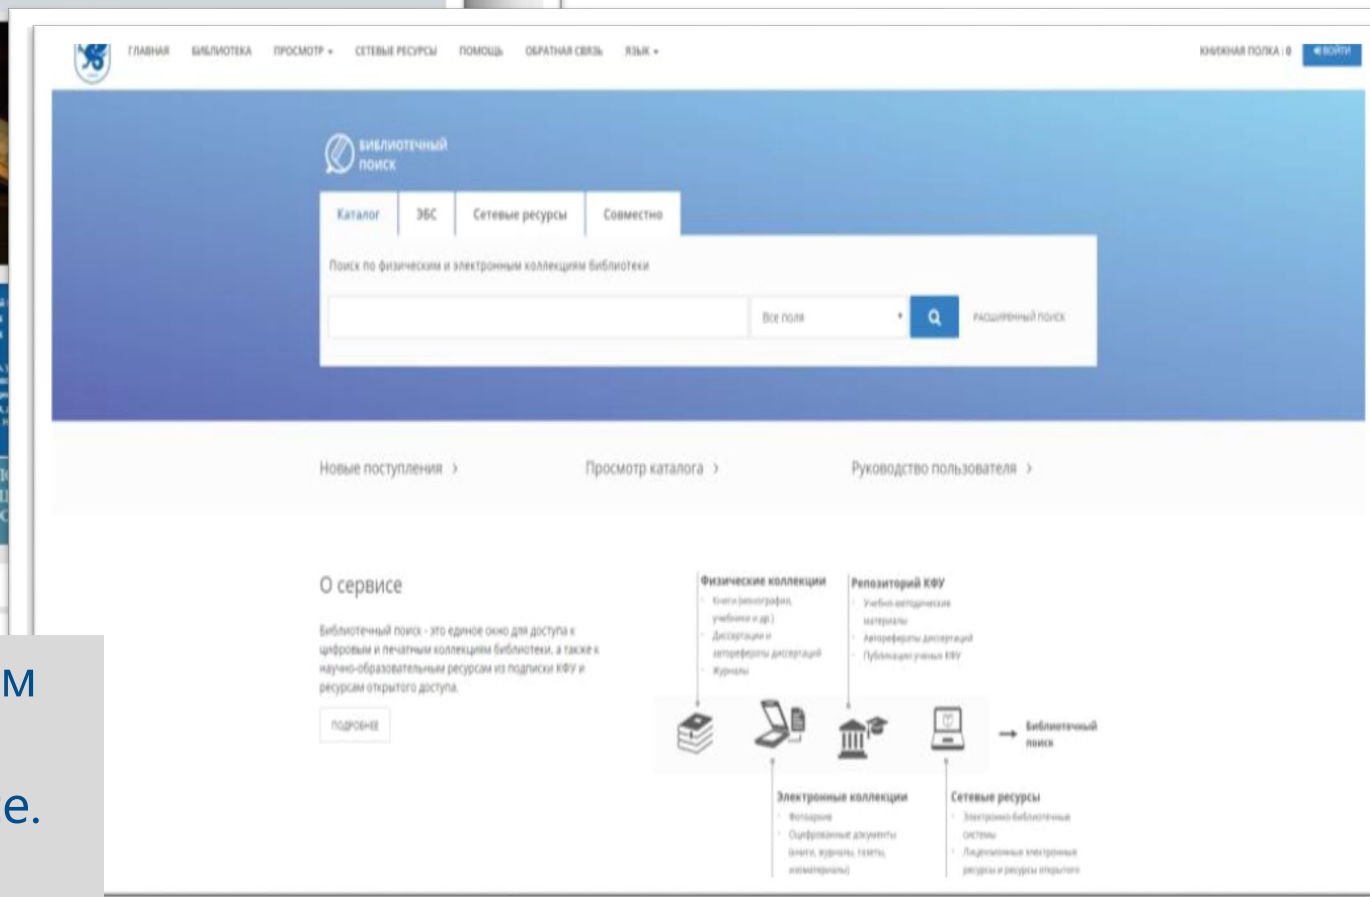 ГЛАВНАЯ БИБЛИОТЕКА ПРОСМОТР СЕТЕВЫЕ РЕСУРСЫ ПОМОЩЬ ОБРАТНАЯ СВЯЗЬ ЯЗЫК
КНИЖНАЯ ПОЛКА : 0 ВОЙТИ
БИБЛИОТЕЧНЫЙ
ПОИСК
Каталог ЭБС Сетевые ресурсы Совместно
Поиск по физическим и электронным коллекциям библиотеки
Все поля РАСШИРЕННЫЙ ПОИСК
Новые поступления > Просмотр каталога > Руководство пользователя >
О сервисе
Библиотечный поиск - это единое окно для доступа к
цифровым и печатным коллекциям библиотеки, а также к
научно-образовательным ресурсам из подписки КФУ и
ресурсам открытого доступа.
ПОДРОБНЕЕ
Физические коллекции
Книги (монографии,
учебники и др.)
Диссертации и
авторефераты диссертаций
Журналы
Репозиторий КФУ
Учебно-методические
материалы
Авторефераты диссертаций
Публикации ученых КФУ
Библиотечный
поиск
Электронные коллекции
Фотоархив
Оцифрованные документы
(книги, журналы, газеты,
Сетевые ресурсы
Электронно-библиотечные
системы
Лицензионные электронные
ресурсы и ресурсы открытого
м
е.